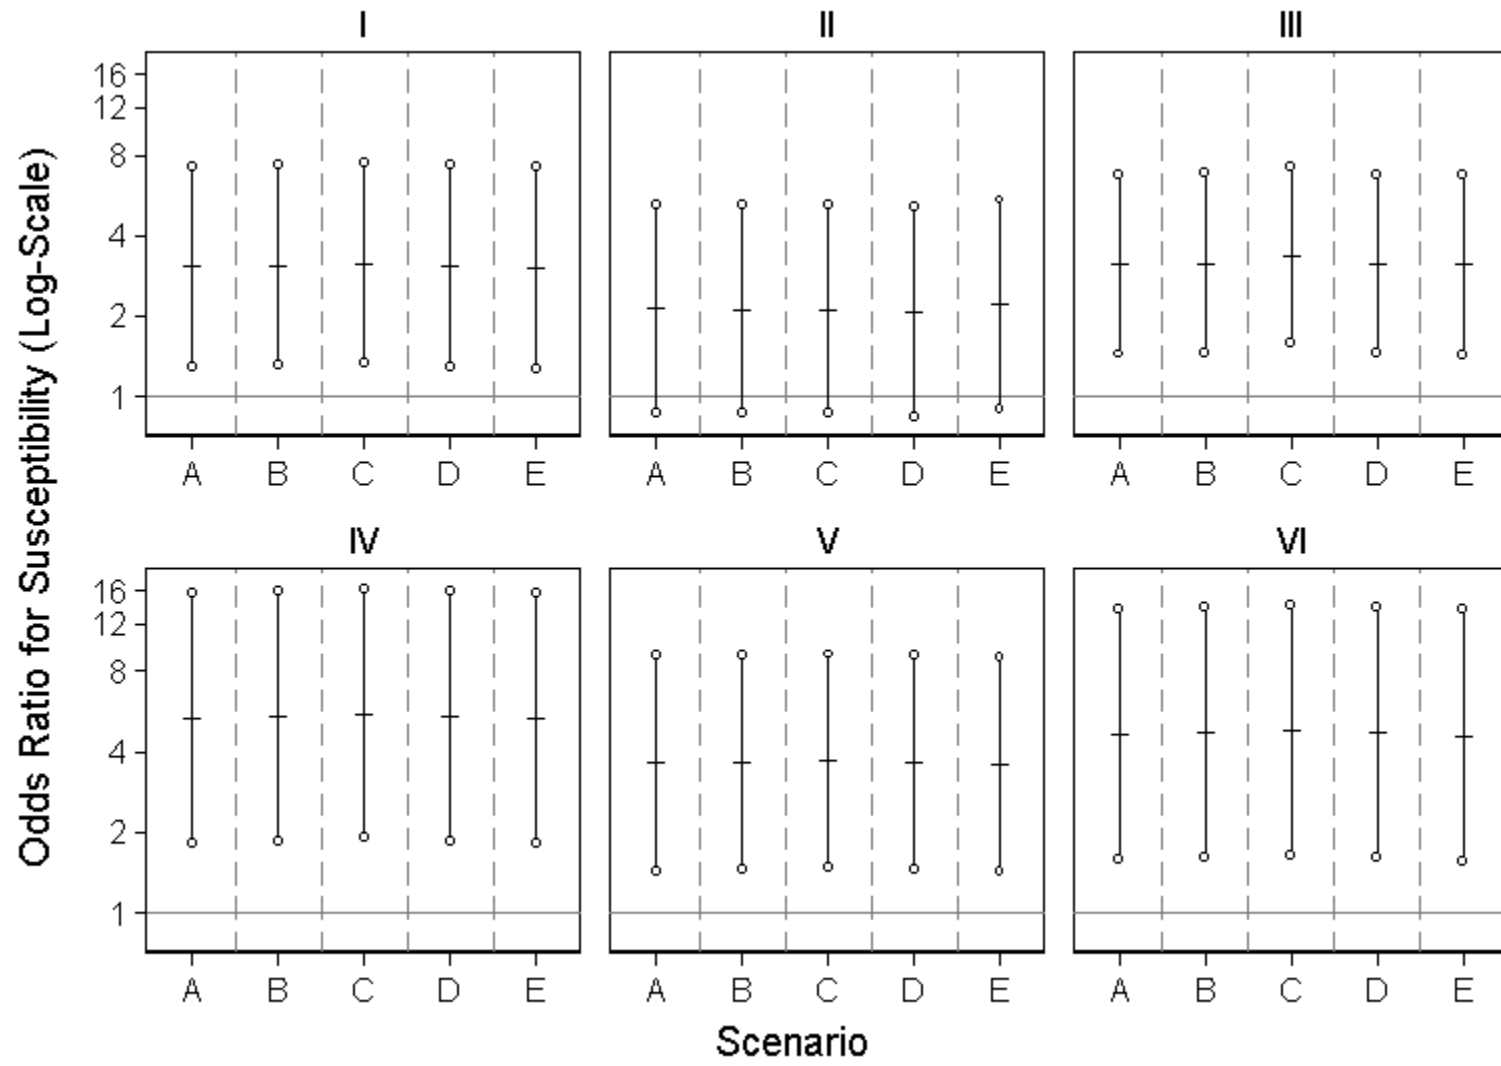 I II III
Odds Ratio for Susceptibility (Log-Scale)
16
12
8
4
2
1
A B C D E A B C D E A B C D E
IV V VI
16
12
8
4
2
1
A B C D E A B C D E A B C D E
Scenario